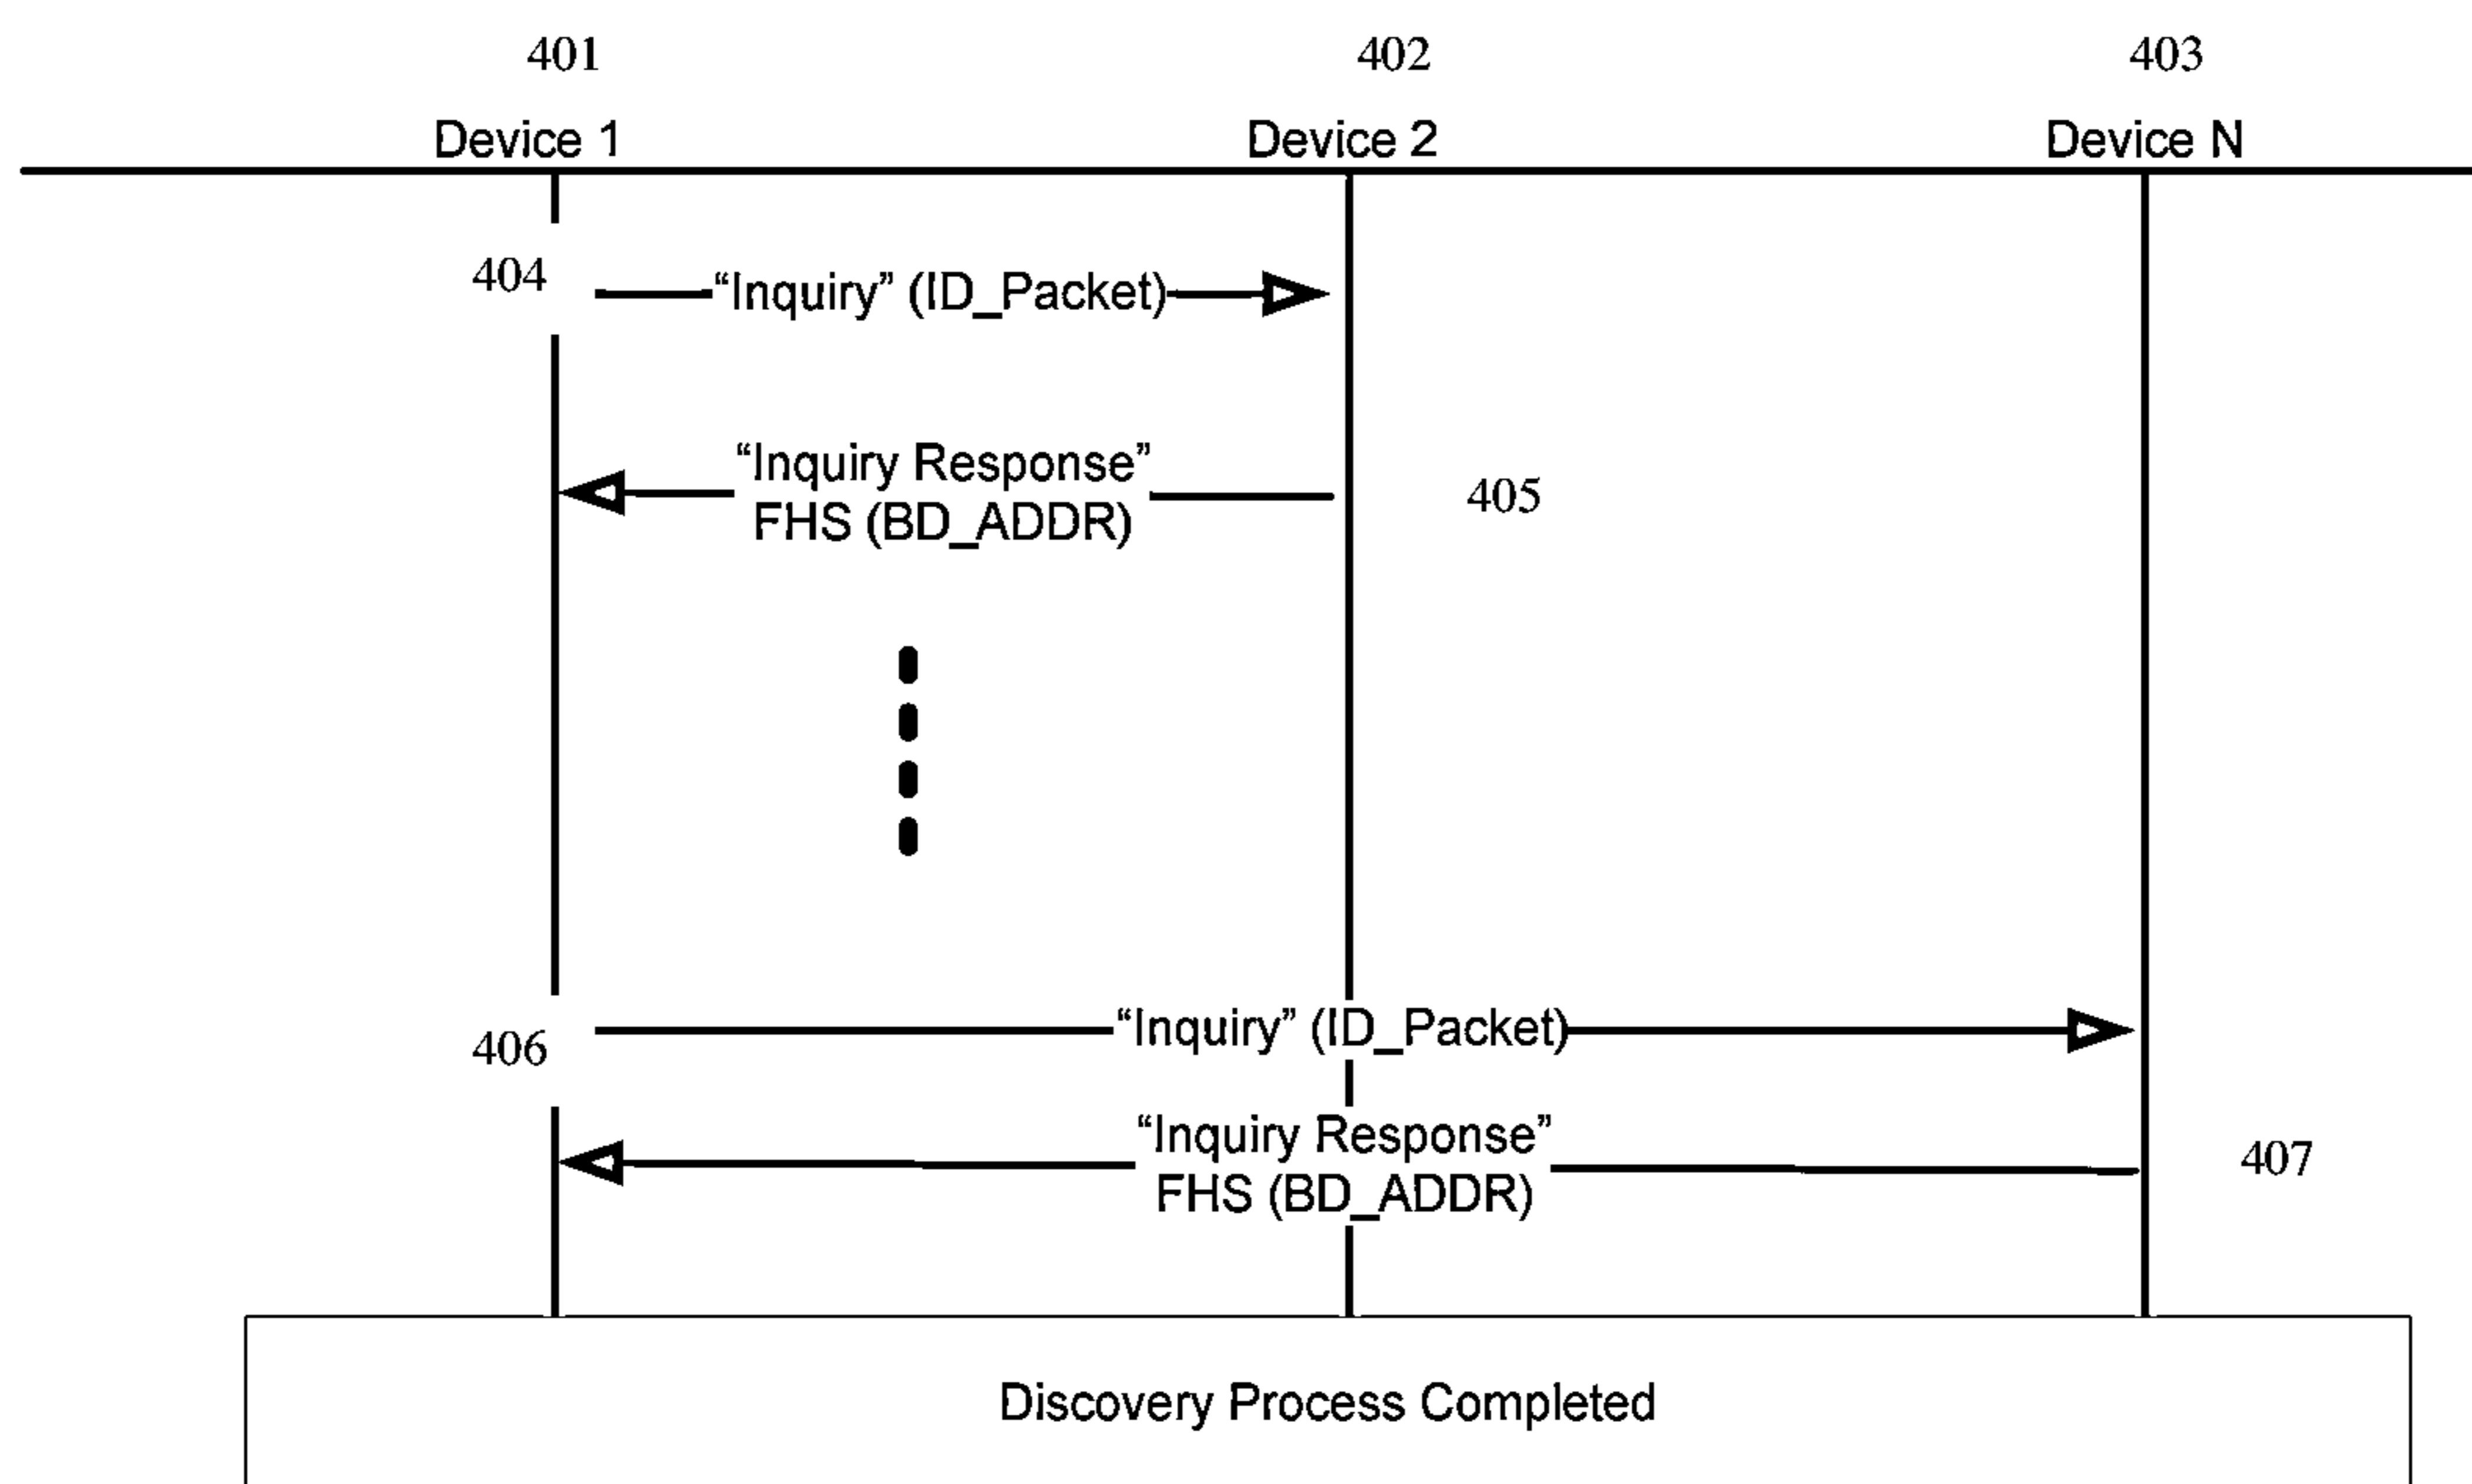 401 402 403
Device 1 Device 2 Device N
404
“Inquiry” (ID_Packet)
“Inquiry Response”
FHS (BD_ADDR)
405
“Inquiry” (ID_Packet)
406
“Inquiry Response”
FHS (BD_ADDR)
407
Discovery Process Completed